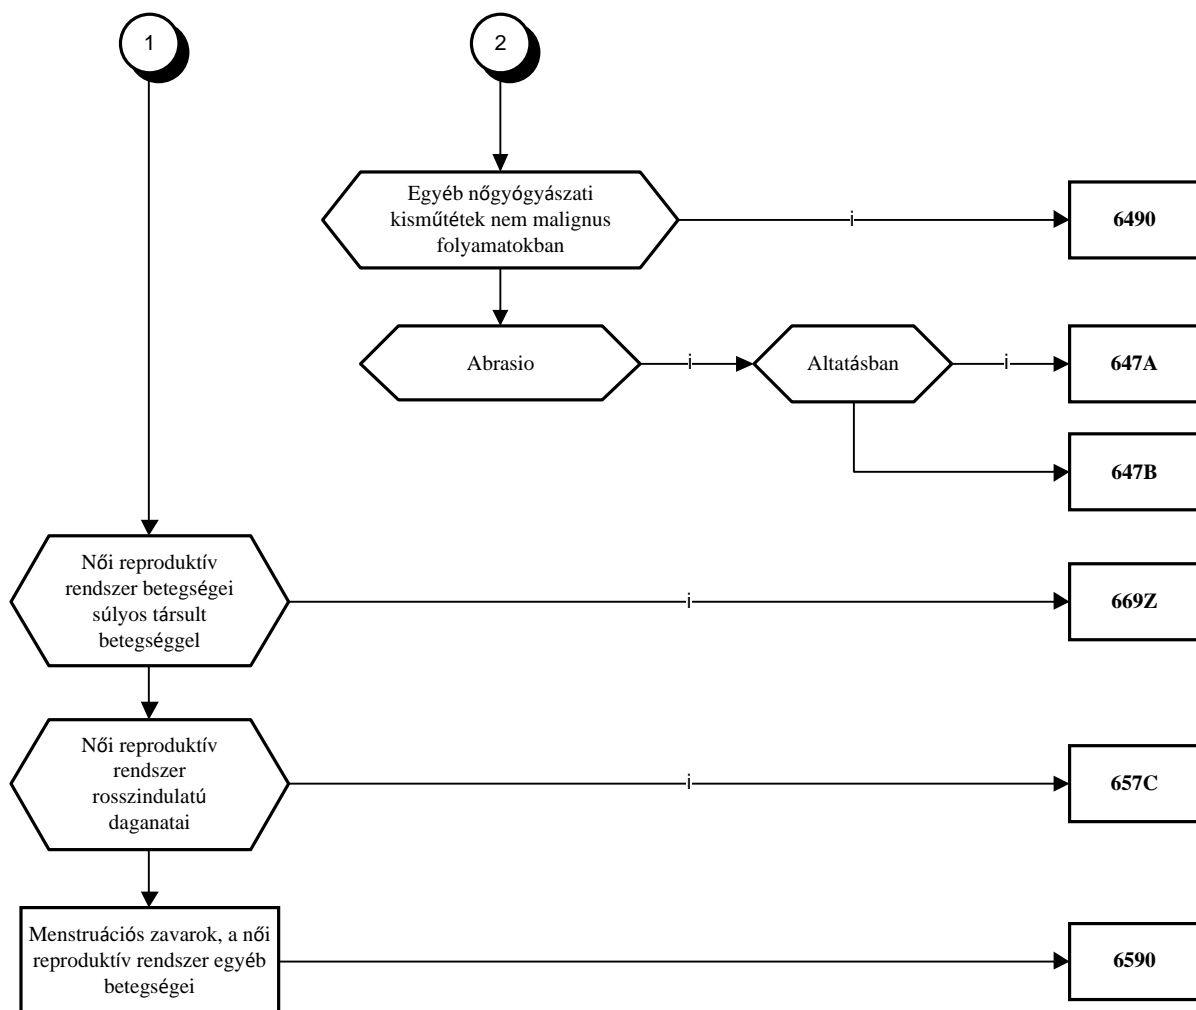 1
2
Egyéb nőgyógyászati
kisműtétek nem malignus
folyamatokban
i
6490
Abrasio
i
Altatásban
i
647A
647B
Női reproduktív
rendszer betegségei
súlyos társult
betegséggel
i
669Z
Női reproduktív
rendszer
rosszindulatú
daganatai
i
657C
Menstruációs zavarok, a női
reproduktív rendszer egyéb
betegségei
6590